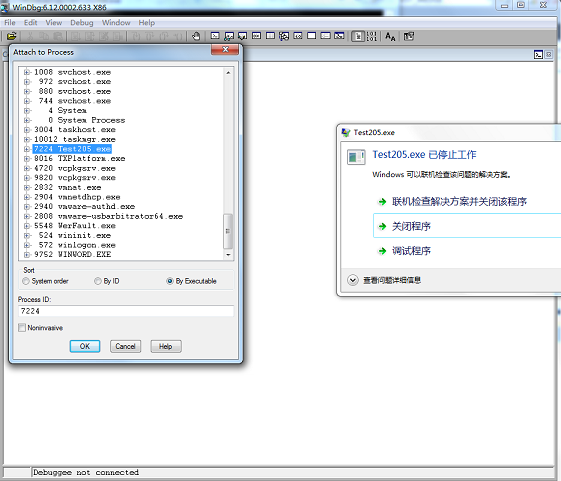 WinDbg:6.12.0002.633 X86
File Edit View Debug Window Help
Attach to Process
1008 svchost.exe
972 svchost.exe
880 svchost.exe
744 svchost.exe
4 System
0 System Process
3004 taskhost.exe
10012 taskmgr.exe
7224 Test205.exe
8016 TXPlatform.exe
4720 vcpkgsrv.exe
9820 vcpkgsrv.exe
2832 vmnat.exe
2904 vmnetdhcp.exe
2940 vmware-authd.exe
2808 vmware-usbarbitrator64.exe
5548 WerFault.exe
524 wininit.exe
572 winlogon.exe
9752 WINWORD.EXE
Sort
System order By ID By Executable
Process ID:
7224
Noninvasive
OK Cancel Help
Test205.exe
Test205.exe 已停止工作
Windows 可以联机检查该问题的解决方案。
联机检查解决方案并关闭该程序
关闭程序
调试程序
查看问题详细信息
Debuggee not connected